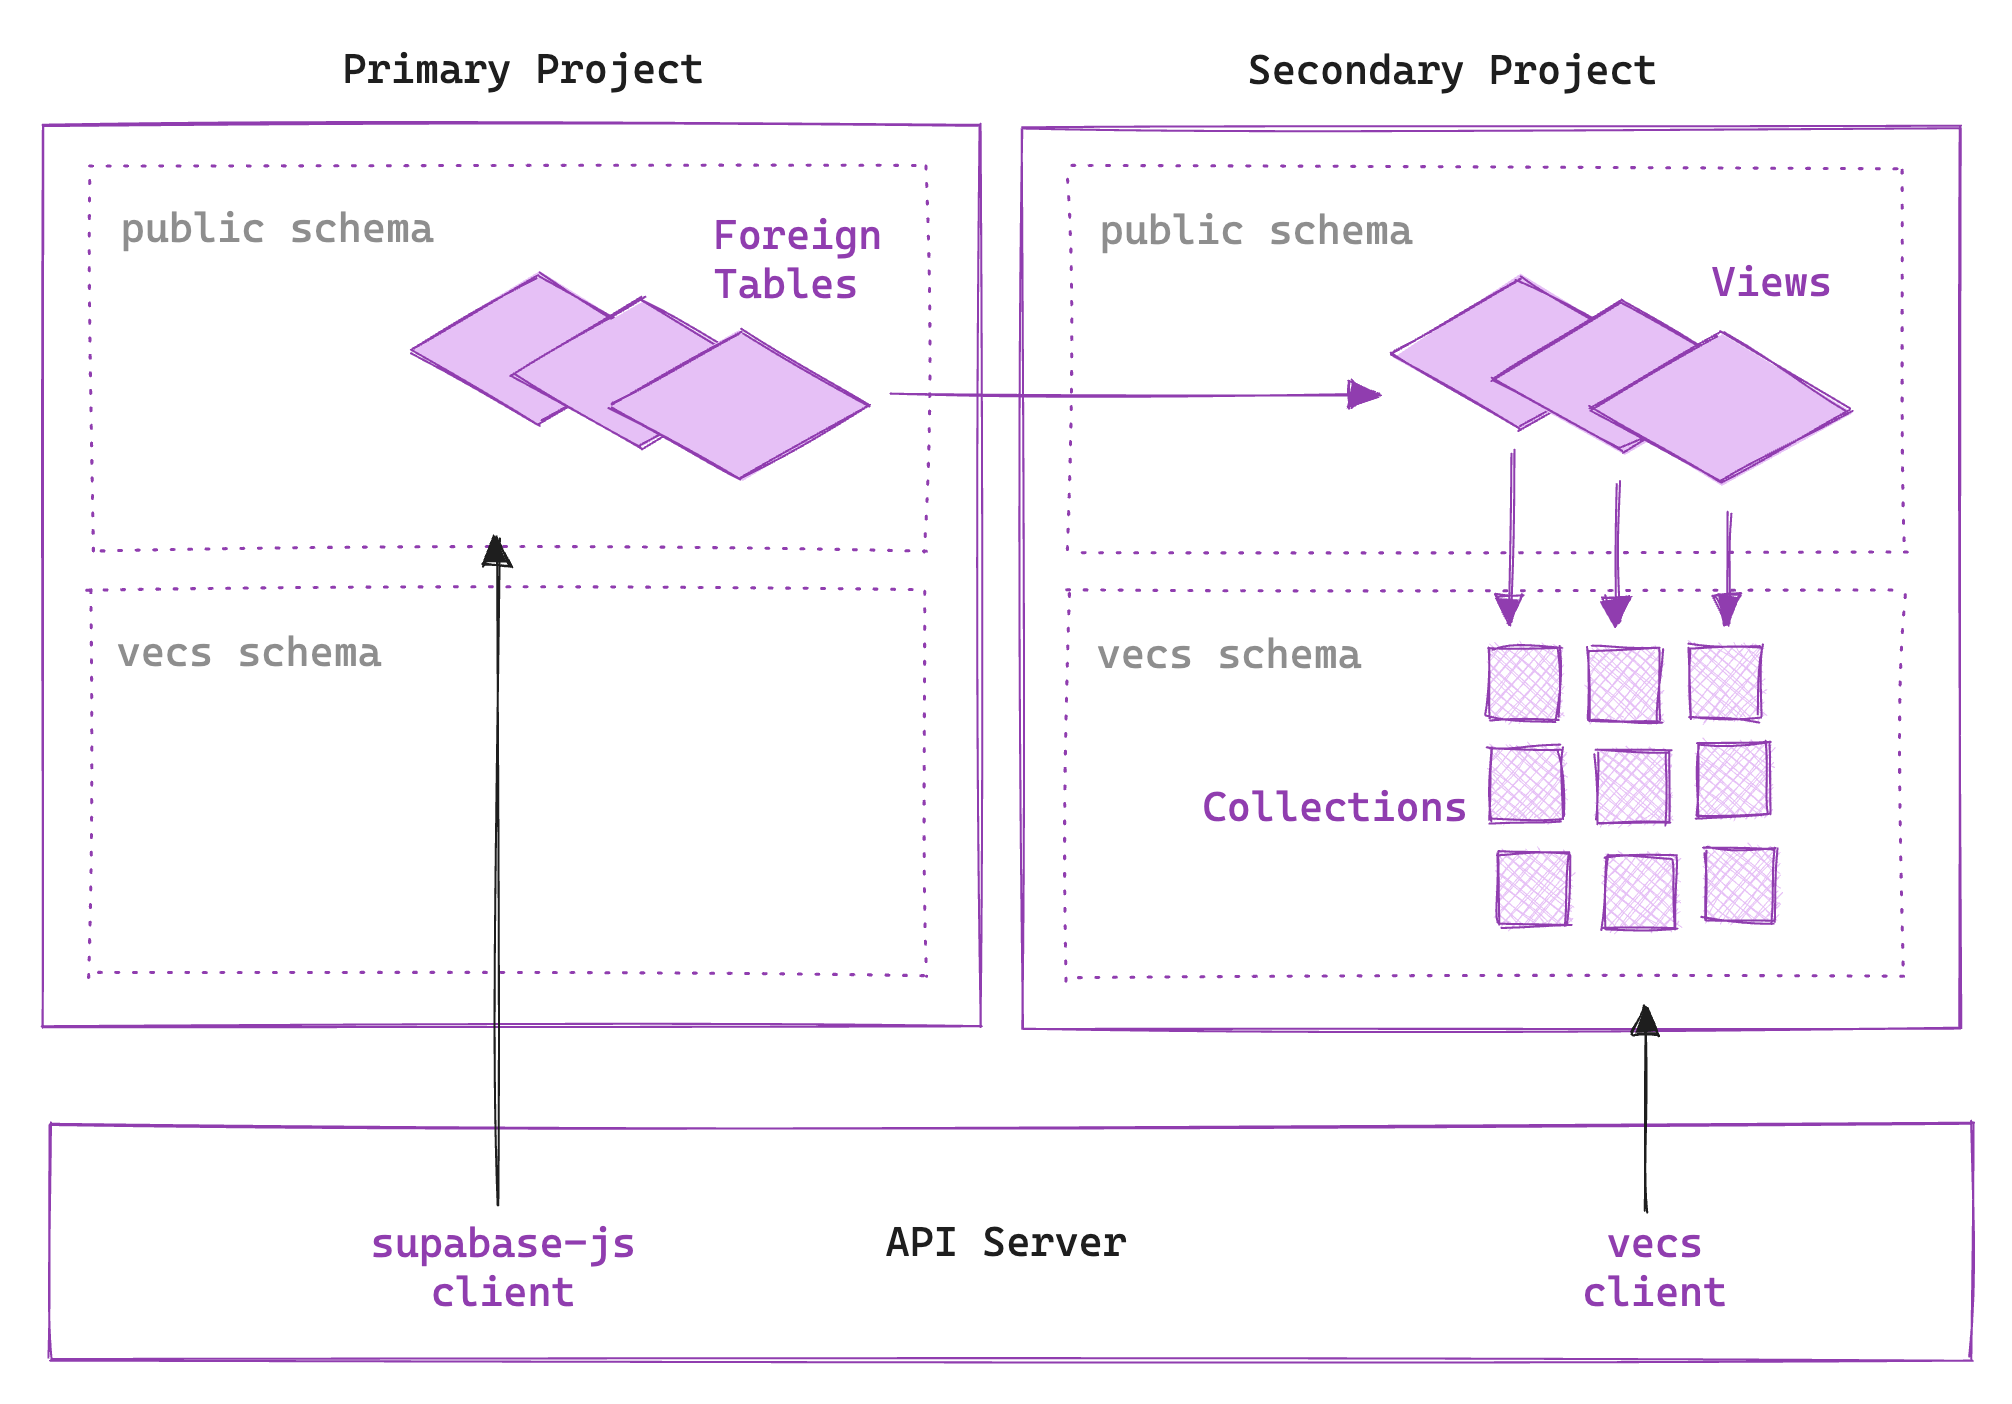 Primary Project
Secondary Project
public schema
Foreign
Tables
public schema
Views
vecs schema
vecs schema
Collections
supabase-js
client
API Server
vecs
client